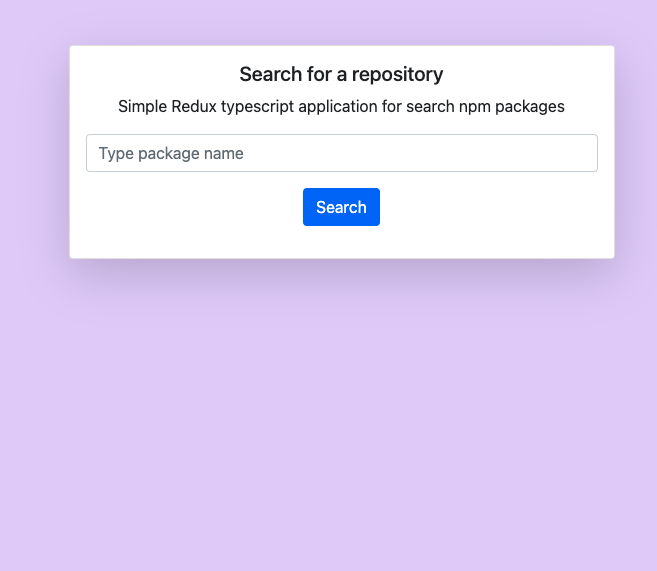 Search for a repository
Simple Redux typescript application for search npm packages
Type package name
Search